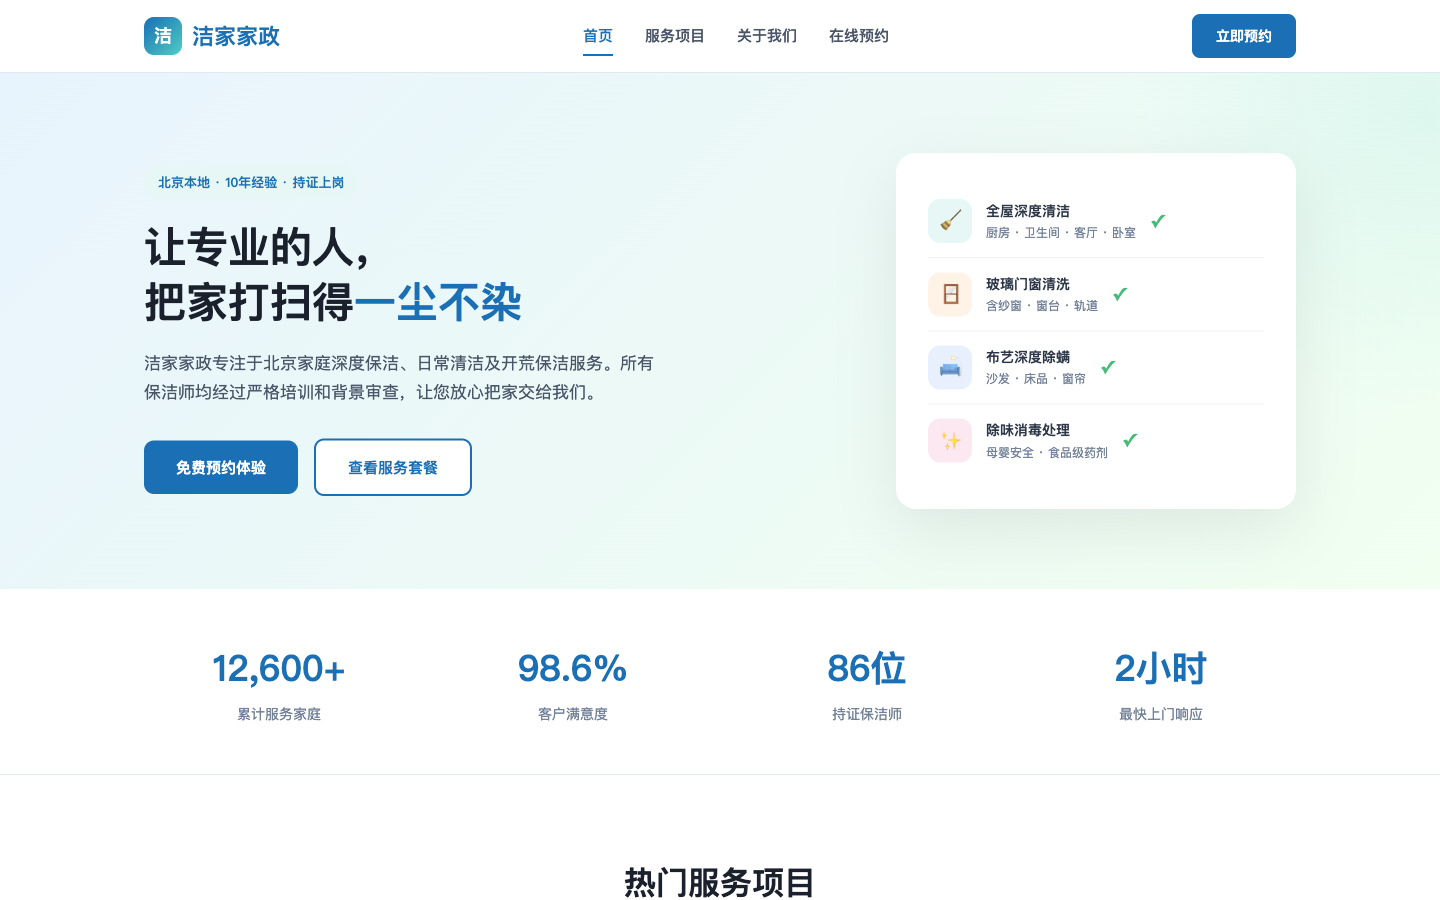 洁 洁家家政
首页 服务项目 关于我们 在线预约
立即预约
北京本地 · 10年经验 · 持证上岗
让专业的人，
把家打扫得一尘不染
洁家家政专注于北京家庭深度保洁、日常清洁及开荒保洁服务。所有
保洁师均经过严格培训和背景审查，让您放心把家交给我们。
免费预约体验 查看服务套餐
全屋深度清洁
厨房 · 卫生间 · 客厅 · 卧室
玻璃门窗清洗
含纱窗 · 窗台 · 轨道
布艺深度除螨
沙发 · 床品 · 窗帘
除味消毒处理
母婴安全 · 食品级药剂
12,600+ 98.6% 86位 2小时
累计服务家庭 客户满意度 持证保洁师 最快上门响应
热门服务项目